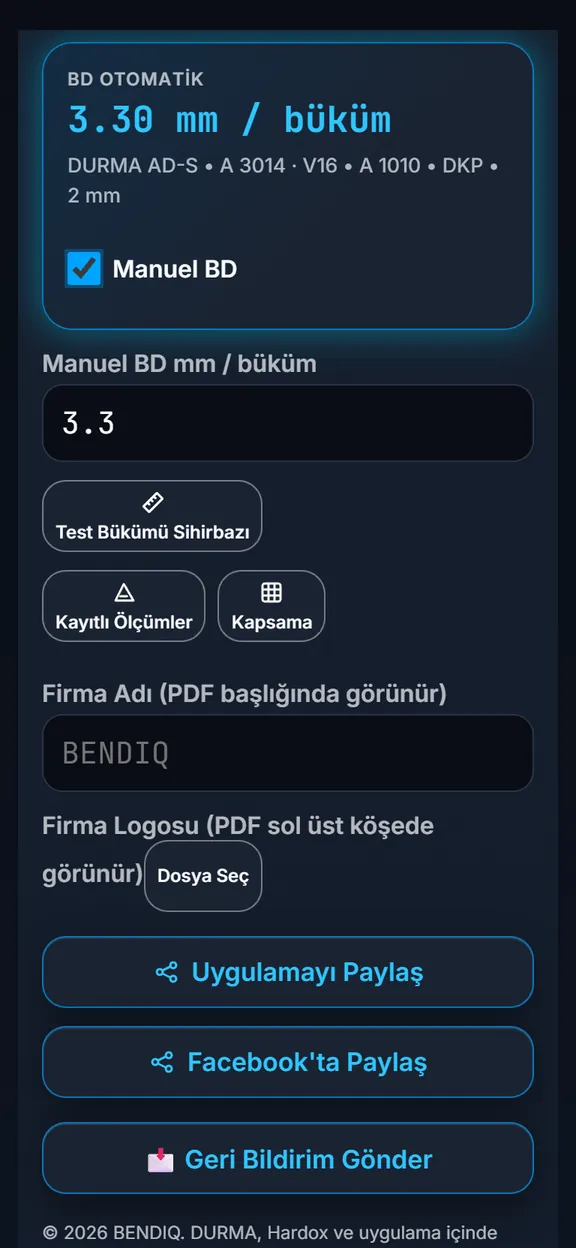 BD OTOMATİK
3.30 mm / büküm
DURMA AD-S • A 3014 · V16 • A 1010 • DKP •
2 mm
Manuel BD
Manuel BD mm / büküm
3.3
Test Bükümü Sihirbazı
Kayıtlı Ölçümler
Kapsama
Firma Adı (PDF başlığında görünür)
BENDIQ
Firma Logosu (PDF sol üst köşede
görünür)
Dosya Seç
Uygulamayı Paylaş
Facebook'ta Paylaş
Geri Bildirim Gönder
© 2026 BENDIQ. DURMA, Hardox ve uygulama içinde